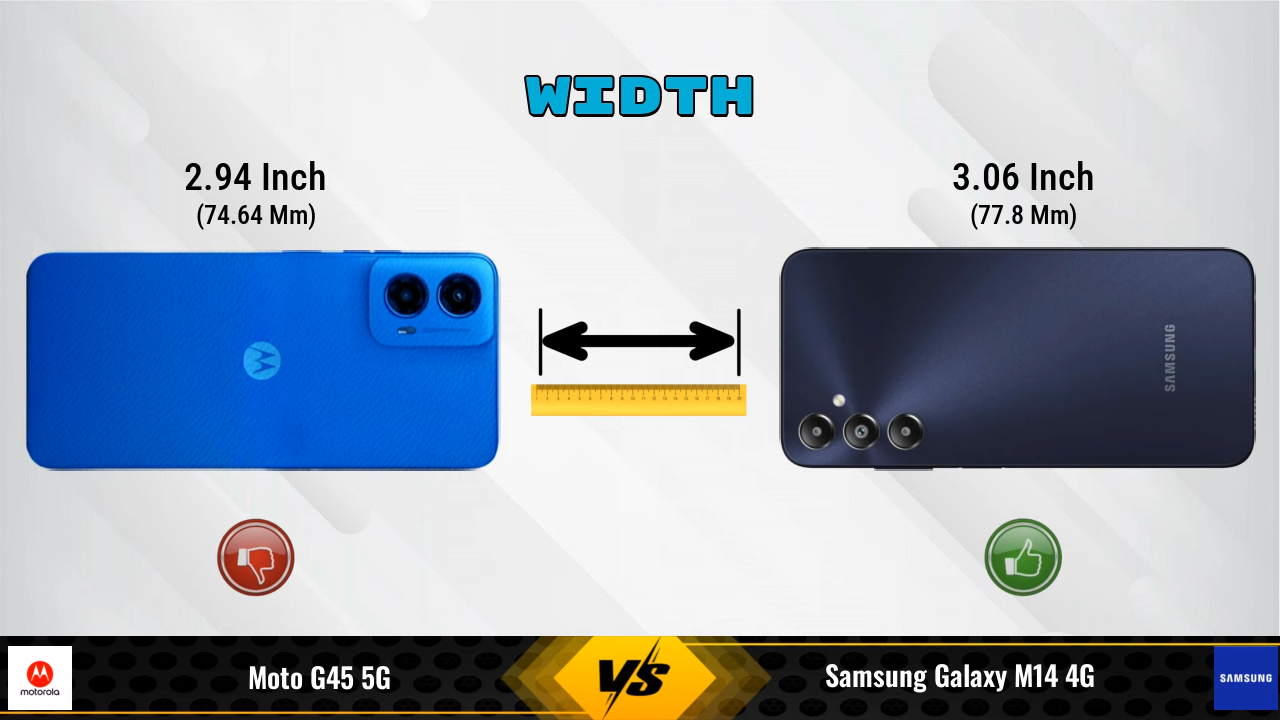 WIDTH
2.94 Inch
(74.64 Mm)
3.06 Inch
(77.8 Mm)
SAMSUNG
motorola
Moto G45 5G
VS
Samsung Galaxy M14 4G
SAMSUNG